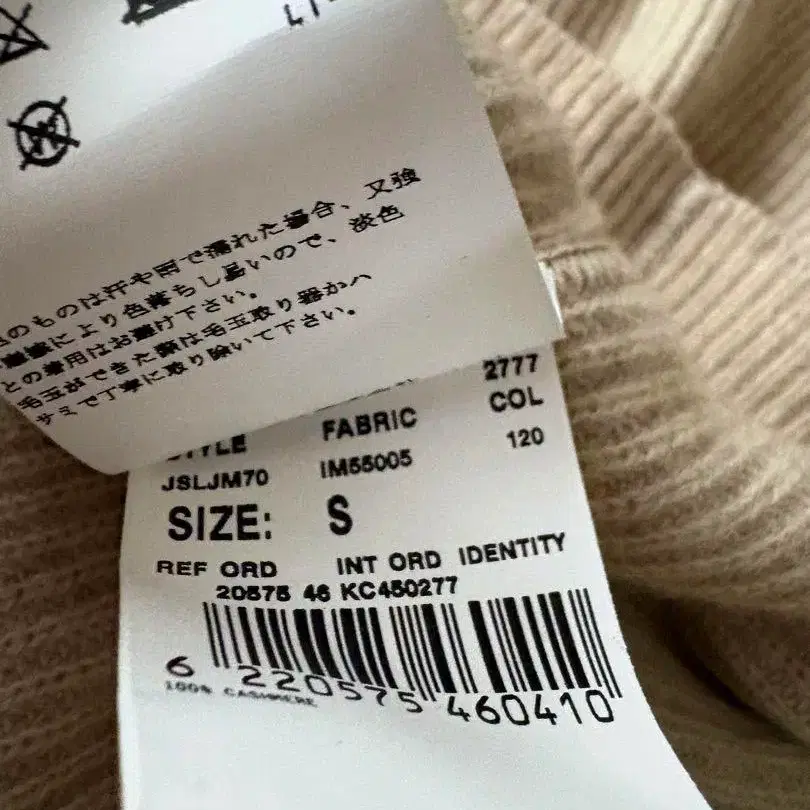 色のものは汗や雨で濡れた場合、又強
い摩擦により色落ちし易いので、淡色
との着用はお避け下さい。
毛玉ができた際は毛玉取り器かハ
サミで丁寧に取り除いて下さい。
2777
STYLE FABRIC COL
JSLJM70 IM55005 120
SIZE: S
REF ORD INT ORD IDENTITY
20575 46 KC450277
6 220575 460410
100% CASHMERE